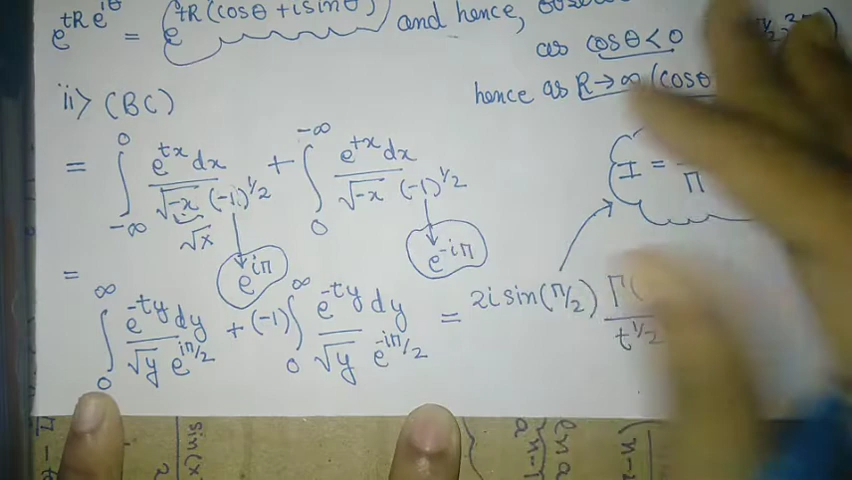 e^{tRe^{iθ}} = e^{tR(cosθ+isinθ)} and hence,
as cosθ<0
hence as R→∞ (cosθ
ii> (BC)
= ∫_{-∞}^{0} e^{tx}dx / √-x (-1)^{1/2} + ∫_{0}^{-∞} e^{tx}dx / √-x (-1)^{1/2}
√x
e^{iπ}
e^{-iπ}
I =
π
= ∫_{0}^{∞} e^{-ty}dy / √y e^{iπ/2} + (-1)∫_{0}^{∞} e^{-ty}dy / √y e^{-iπ/2} = 2i sin(π/2) Γ( / t^{1/2}
sin(x